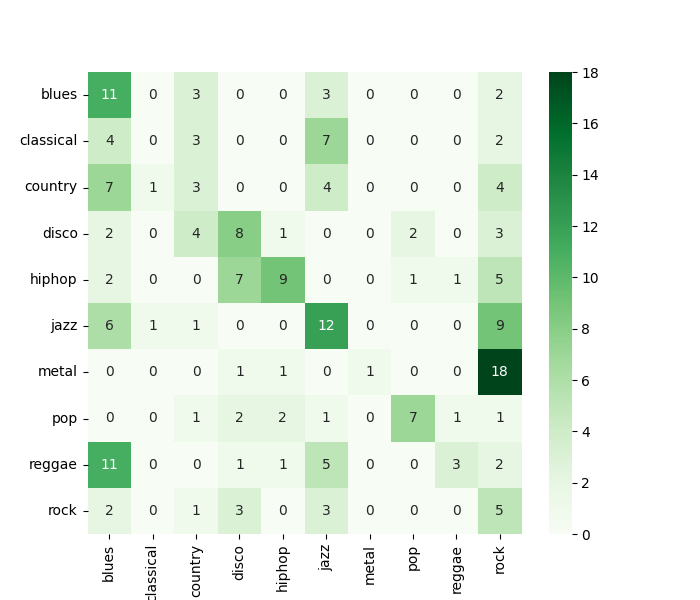 blues 11 0 3 0 0 3 0 0 0 2
classical 4 0 3 0 0 7 0 0 0 2
country 7 1 3 0 0 4 0 0 0 4
disco 2 0 4 8 1 0 0 2 0 3
hiphop 2 0 0 7 9 0 0 1 1 5
jazz 6 1 1 0 0 12 0 0 0 9
metal 0 0 0 1 1 0 1 0 0 18
pop 0 0 1 2 2 1 0 7 1 1
reggae 11 0 0 1 1 5 0 0 3 2
rock 2 0 1 3 0 3 0 0 0 5
blues classical country disco hiphop jazz metal pop reggae rock
18
16
14
12
10
8
6
4
2
0